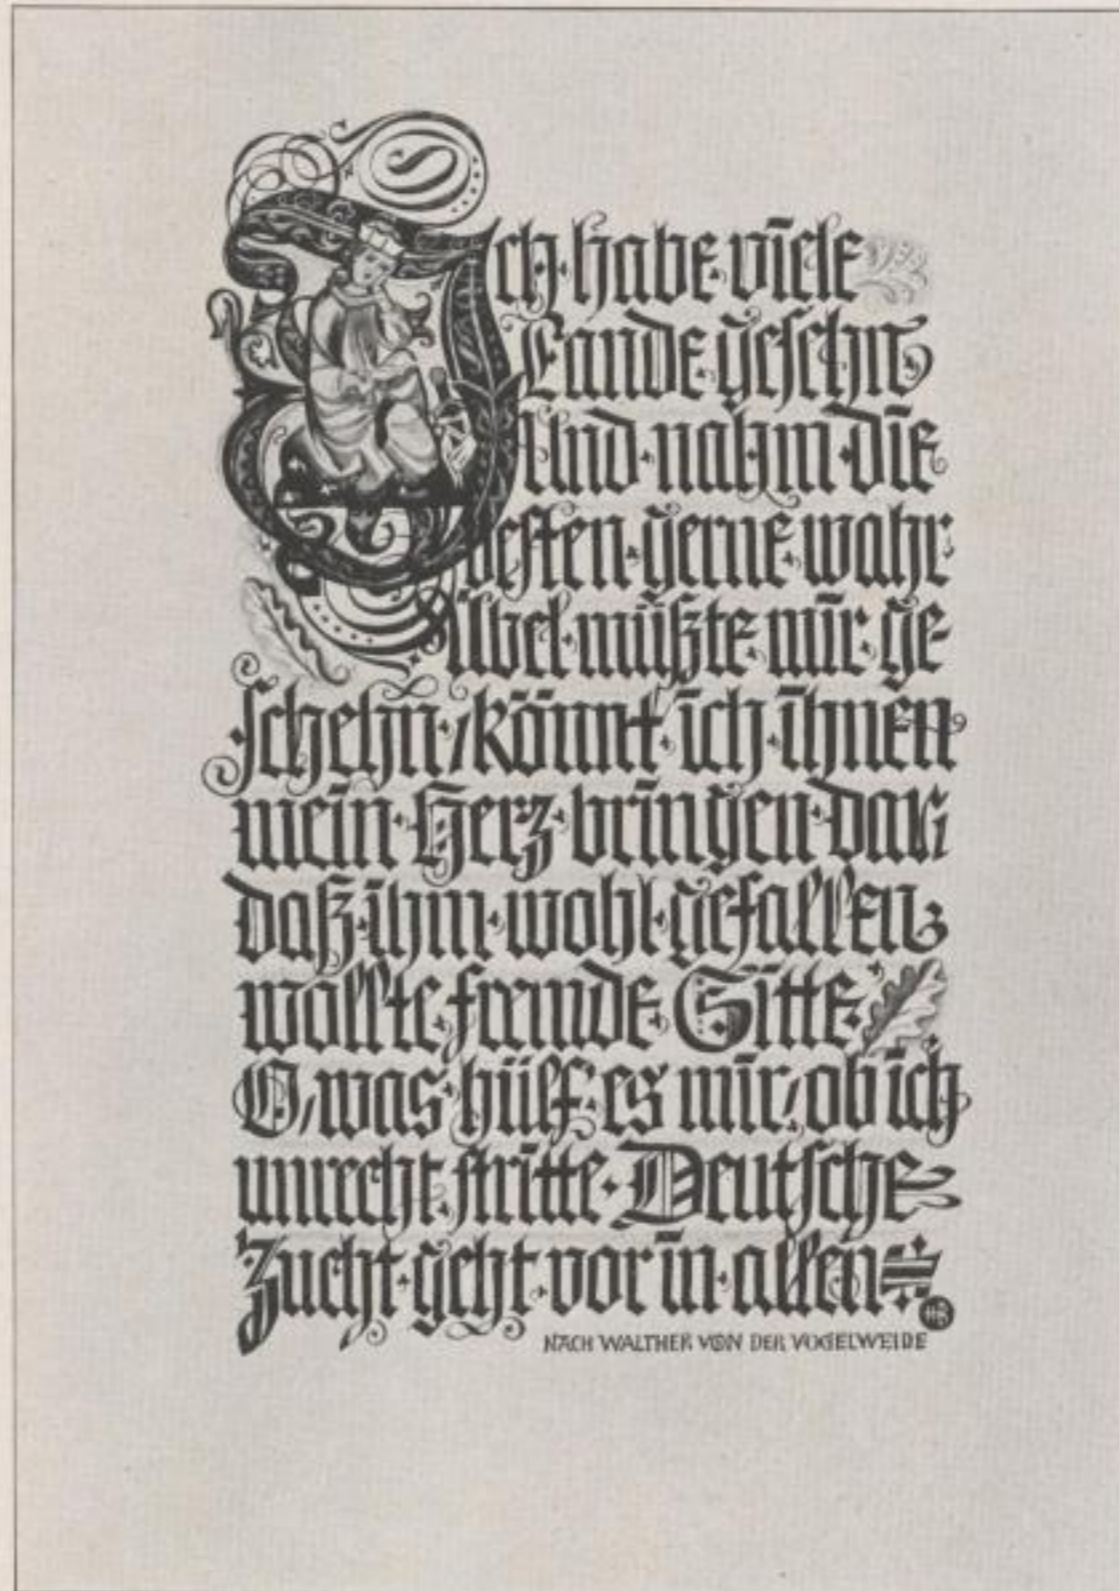 Ich habe viele
Lande gesehn
Und nahm die
besten gerne wahr
Übel müßte mir ge-
schehn / könnt ich ihnen
mein Herz bringen dar
daß ihm wohl gefallen
wollte fremde Sitte
O / was hülf es mir / ob ich
unrecht stritte · Deutsche
Zucht geht vor in allen
HB
NACH WALTHER VON DER VOGELWEIDE